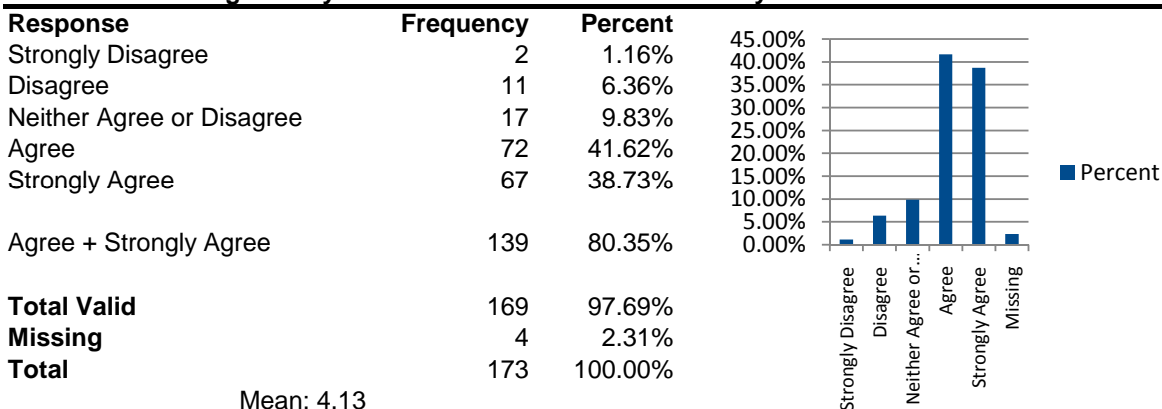 Response Frequency Percent
Strongly Disagree 2 1.16%
Disagree 11 6.36%
Neither Agree or Disagree 17 9.83%
Agree 72 41.62%
Strongly Agree 67 38.73%
Agree + Strongly Agree 139 80.35%
Total Valid 169 97.69%
Missing 4 2.31%
Total 173 100.00%
Mean: 4.13
45.00%
40.00%
35.00%
30.00%
25.00%
20.00%
15.00%
10.00%
5.00%
0.00%
Strongly Disagree
Disagree
Neither Agree or…
Agree
Strongly Agree
Missing
Percent